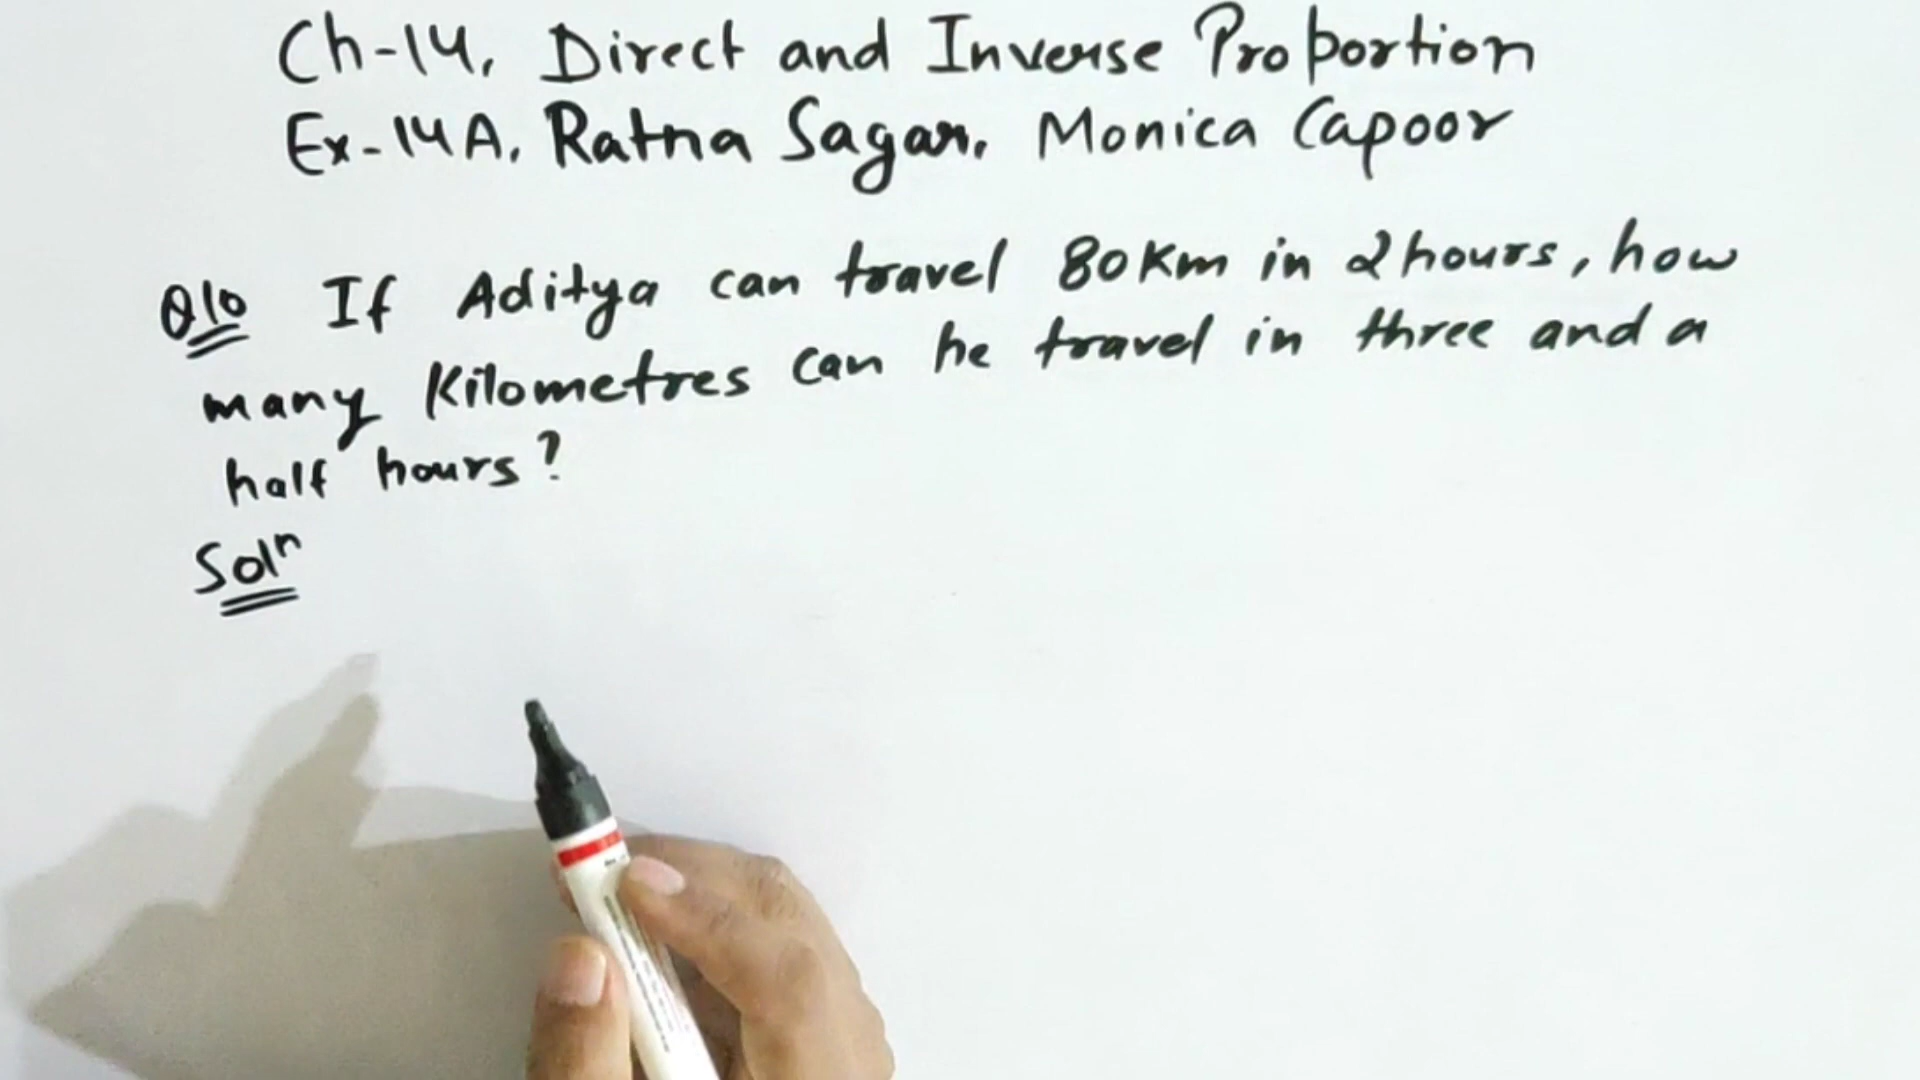 Ch-14, Direct and Inverse Proportion
Ex-14A, Ratna Sagar, Monica Capoor
Q10 If Aditya can travel 80Km in 2hours, how
many Kilometres can he travel in three and a
half hours?
Solⁿ